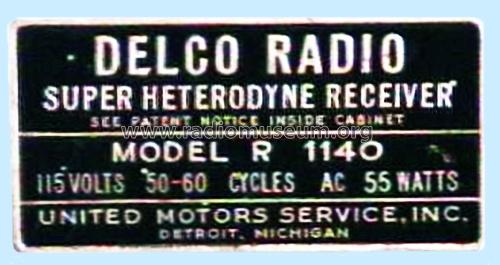 DELCO RADIO
SUPER HETERODYNE RECEIVER
SEE PATENT NOTICE INSIDE CABINET
© www.radiomuseum.org
MODEL R 1140
115 VOLTS 50-60 CYCLES AC 55 WATTS
UNITED MOTORS SERVICE, INC.
DETROIT, MICHIGAN